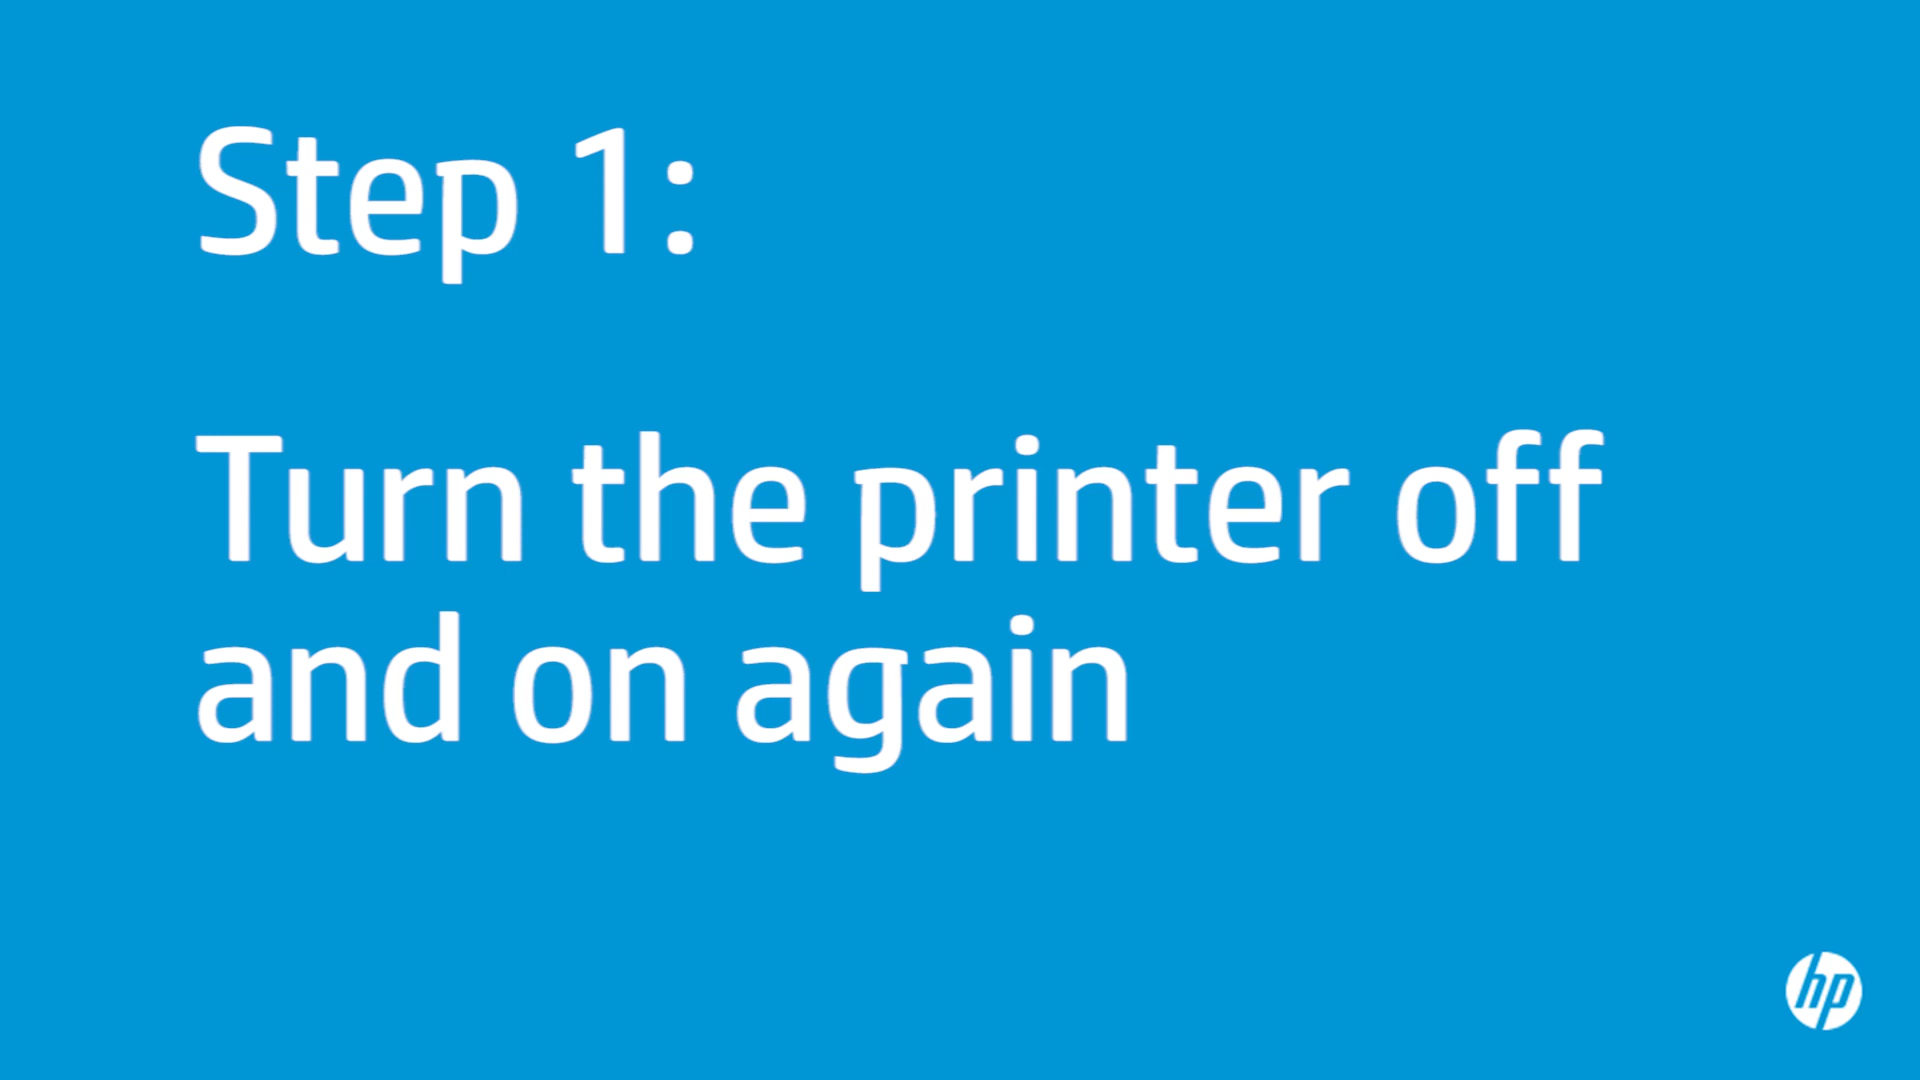 Step 1:
Turn the printer off
and on again
hp